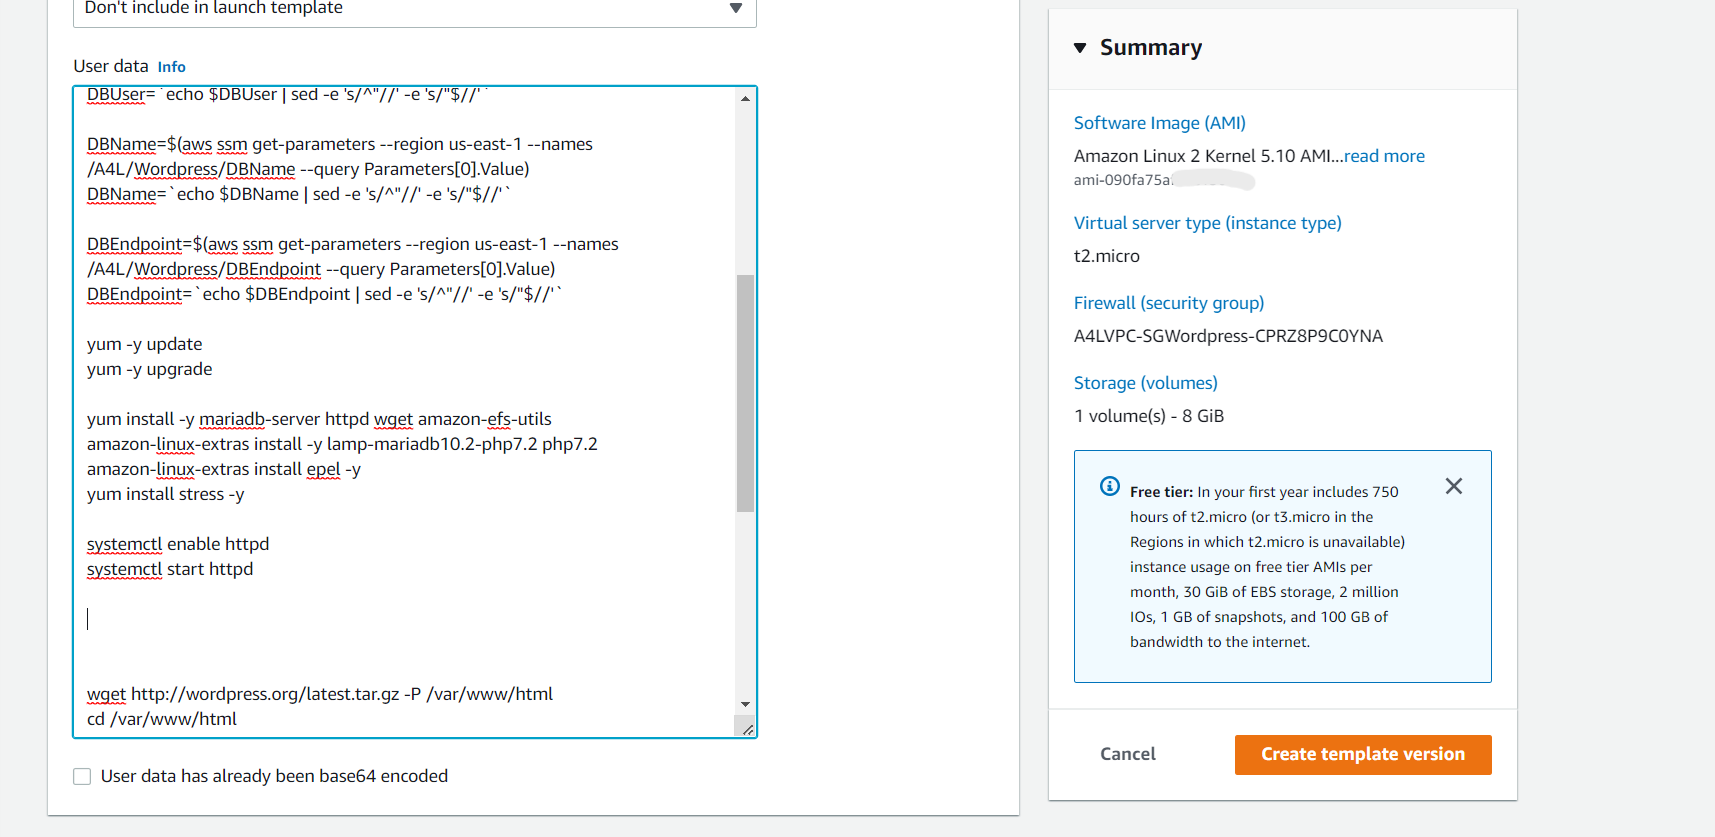 Don't include in launch template
User data Info
DBUser=`echo $DBUser | sed -e 's/^"//' -e 's/"$//'`
DBName=$(aws ssm get-parameters --region us-east-1 --names
/A4L/Wordpress/DBName --query Parameters[0].Value)
DBName=`echo $DBName | sed -e 's/^"//' -e 's/"$//'`
DBEndpoint=$(aws ssm get-parameters --region us-east-1 --names
/A4L/Wordpress/DBEndpoint --query Parameters[0].Value)
DBEndpoint=`echo $DBEndpoint | sed -e 's/^"//' -e 's/"$//'`
yum -y update
yum -y upgrade
yum install -y mariadb-server httpd wget amazon-efs-utils
amazon-linux-extras install -y lamp-mariadb10.2-php7.2 php7.2
amazon-linux-extras install epel -y
yum install stress -y
systemctl enable httpd
systemctl start httpd
wget http://wordpress.org/latest.tar.gz -P /var/www/html
cd /var/www/html
User data has already been base64 encoded
Summary
Software Image (AMI)
Amazon Linux 2 Kernel 5.10 AMI...read more
ami-090fa75a
Virtual server type (instance type)
t2.micro
Firewall (security group)
A4LVPC-SGWordpress-CPRZ8P9C0YNA
Storage (volumes)
1 volume(s) - 8 GiB
Free tier: In your first year includes 750
hours of t2.micro (or t3.micro in the
Regions in which t2.micro is unavailable)
instance usage on free tier AMIs per
month, 30 GiB of EBS storage, 2 million
IOs, 1 GB of snapshots, and 100 GB of
bandwidth to the internet.
Cancel
Create template version